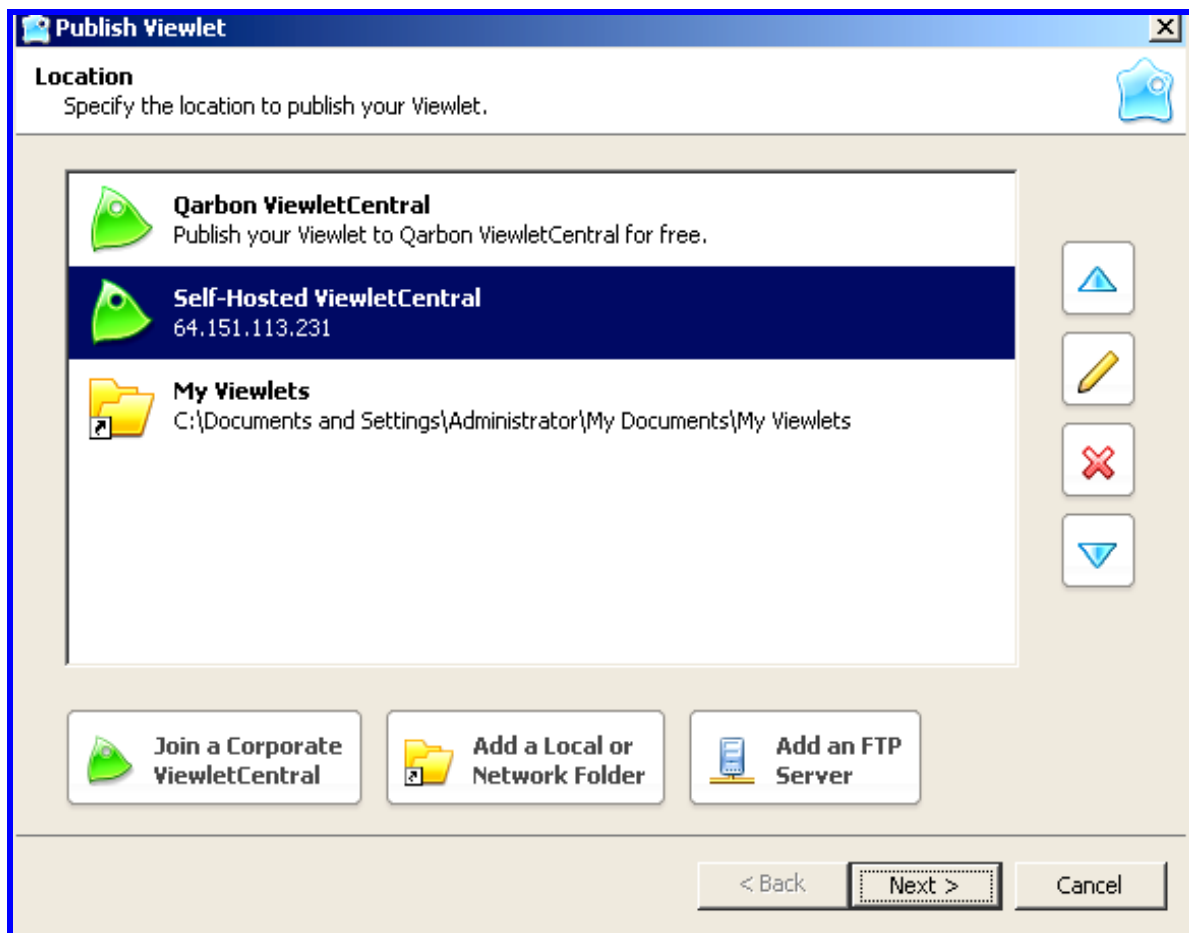 Publish Viewlet
Location
Specify the location to publish your Viewlet.
Qarbon ViewletCentral
Publish your Viewlet to Qarbon ViewletCentral for free.
Self-Hosted ViewletCentral
64.151.113.231
My Viewlets
C:\Documents and Settings\Administrator\My Documents\My Viewlets
Join a Corporate
ViewletCentral
Add a Local or
Network Folder
Add an FTP
Server
< Back
Next >
Cancel